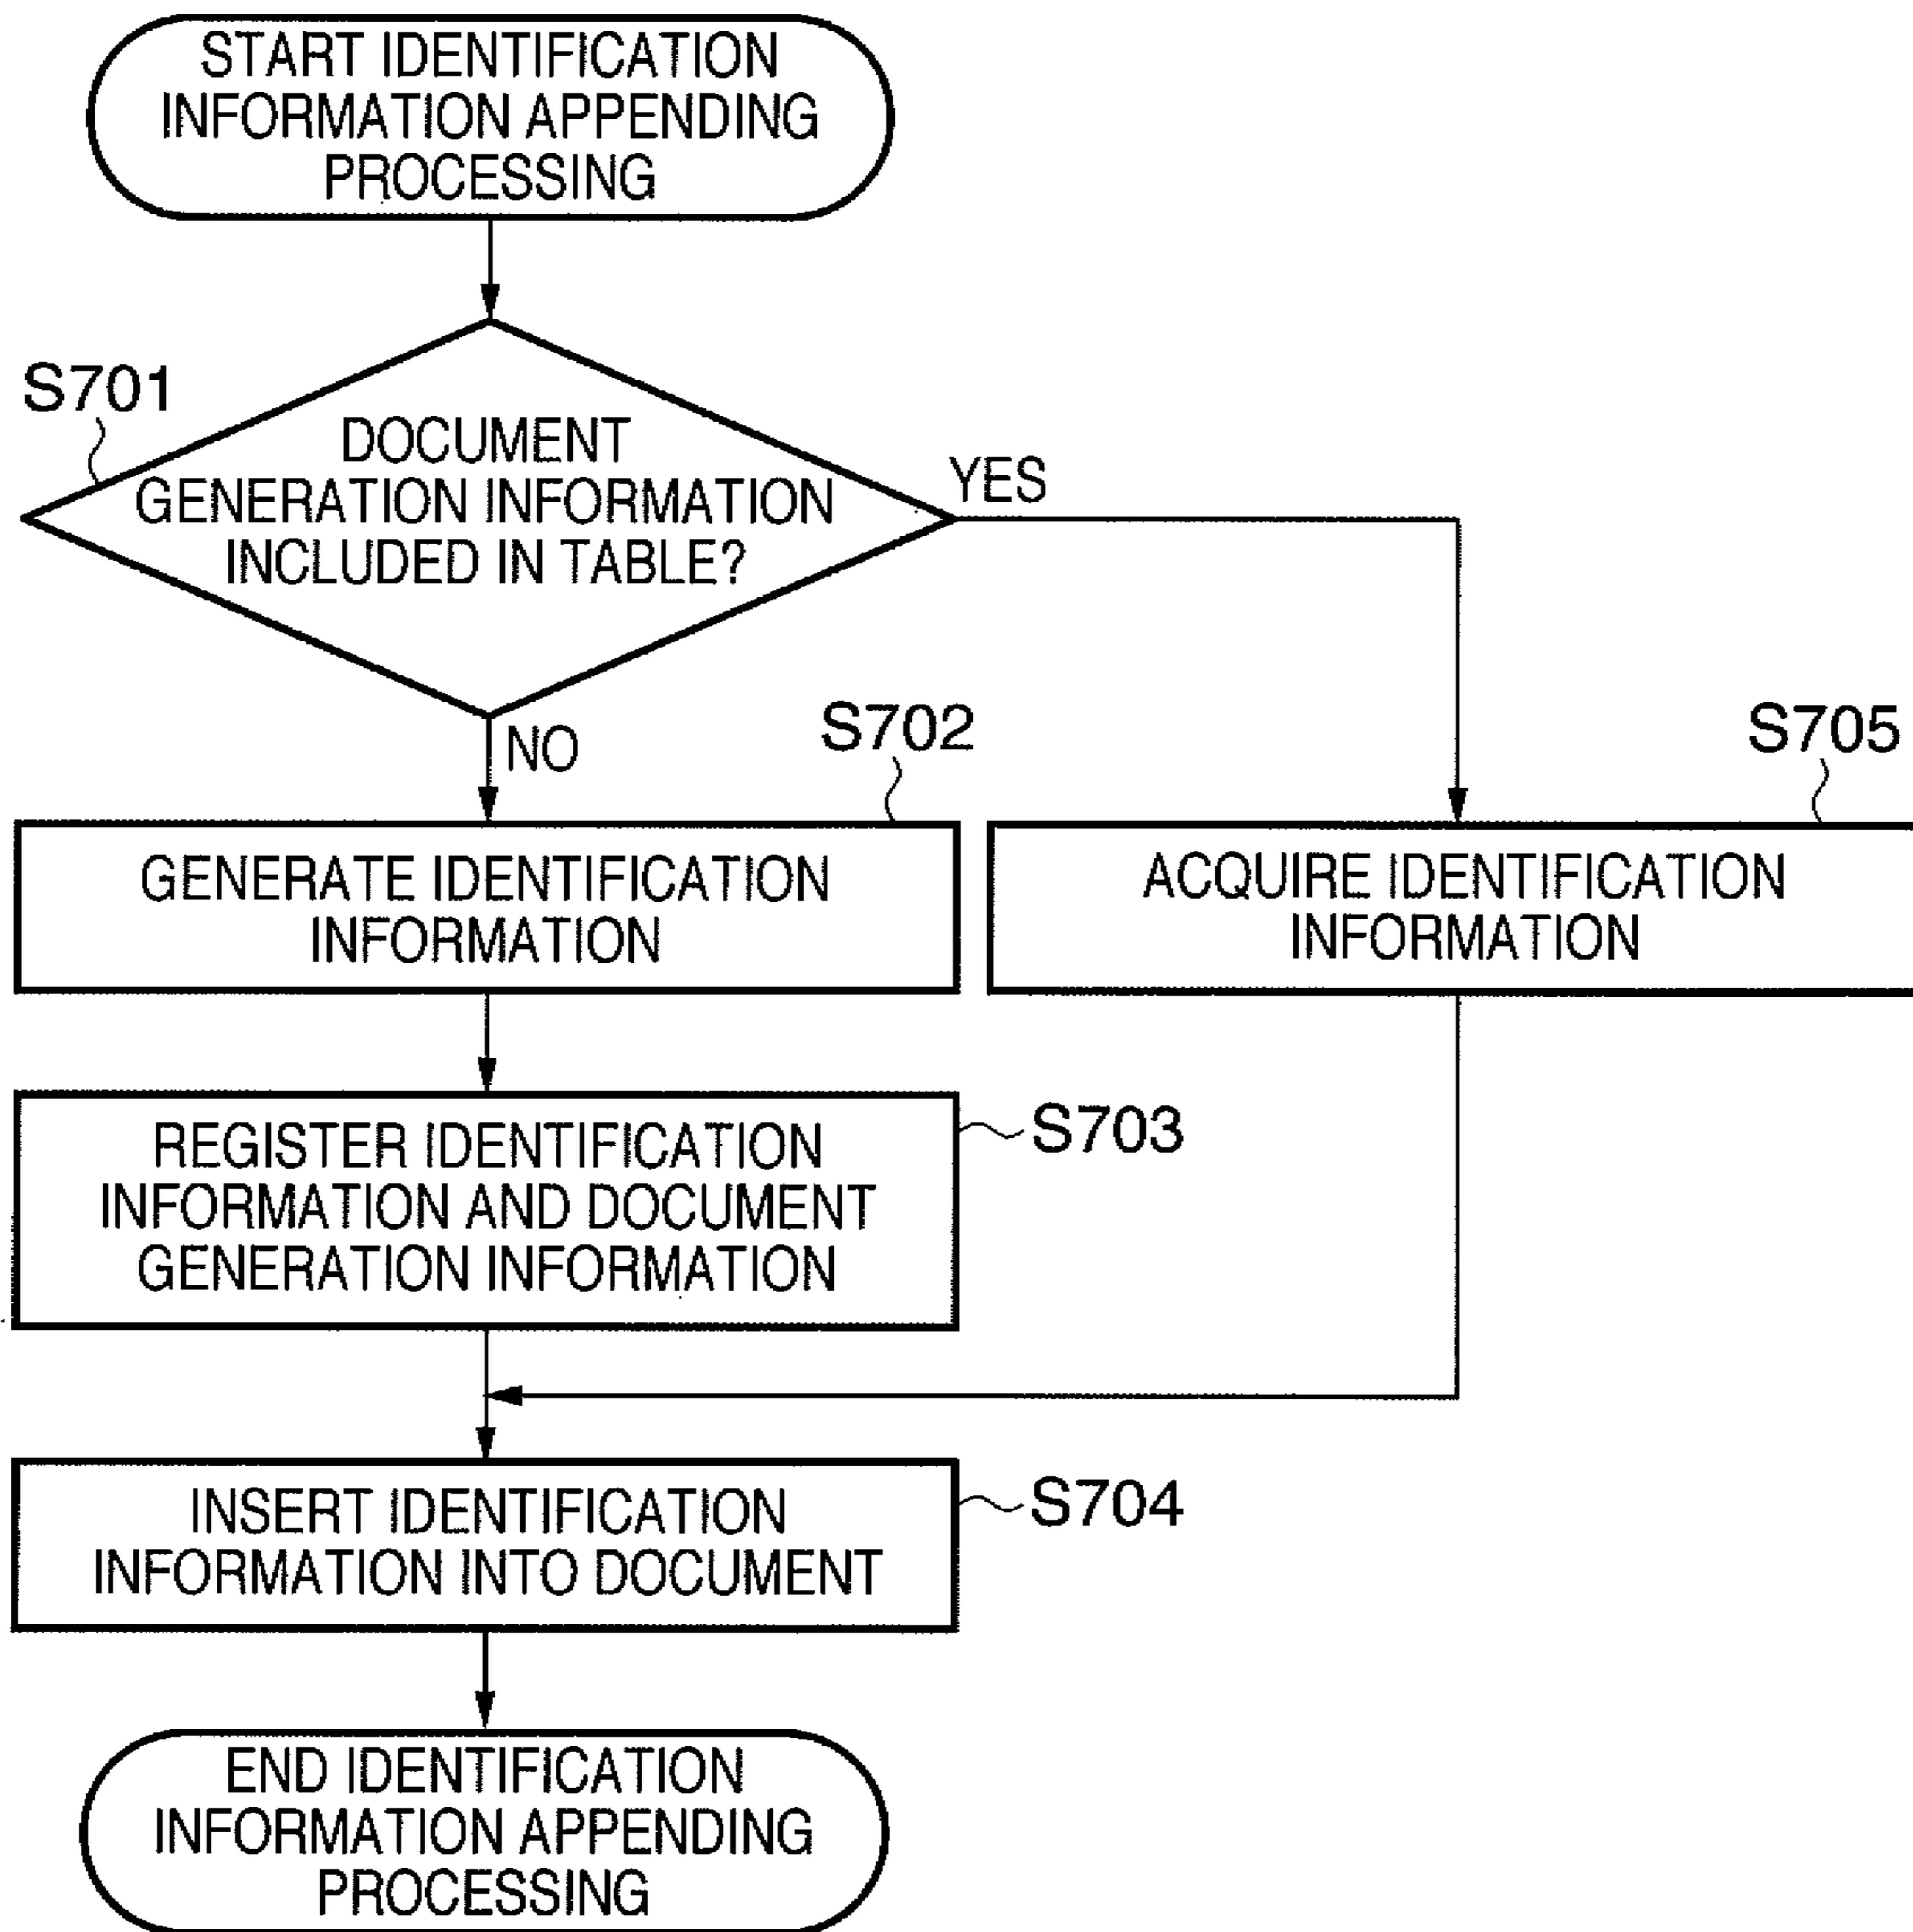 START IDENTIFICATION
INFORMATION APPENDING
PROCESSING
S701
DOCUMENT
GENERATION INFORMATION
INCLUDED IN TABLE?
YES
NO
S702
S705
GENERATE IDENTIFICATION
INFORMATION
ACQUIRE IDENTIFICATION
INFORMATION
REGISTER IDENTIFICATION
INFORMATION AND DOCUMENT
GENERATION INFORMATION
S703
INSERT IDENTIFICATION
INFORMATION INTO DOCUMENT
S704
END IDENTIFICATION
INFORMATION APPENDING
PROCESSING